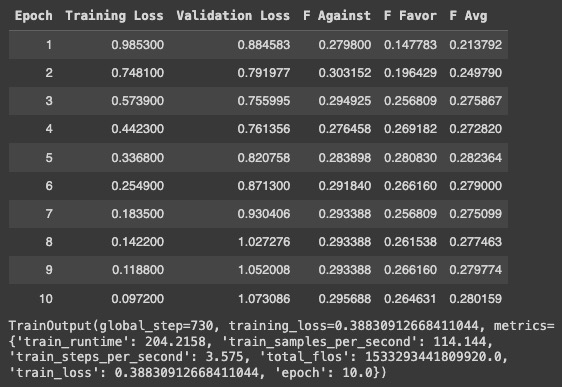 Epoch Training Loss Validation Loss F Against F Favor F Avg
1 0.985300 0.884583 0.279800 0.147783 0.213792
2 0.748100 0.791977 0.303152 0.196429 0.249790
3 0.573900 0.755995 0.294925 0.256809 0.275867
4 0.442300 0.761356 0.276458 0.269182 0.272820
5 0.336800 0.820758 0.283898 0.280830 0.282364
6 0.254900 0.871300 0.291840 0.266160 0.279000
7 0.183500 0.930406 0.293388 0.256809 0.275099
8 0.142200 1.027276 0.293388 0.261538 0.277463
9 0.118800 1.052008 0.293388 0.266160 0.279774
10 0.097200 1.073086 0.295688 0.264631 0.280159
TrainOutput(global_step=730, training_loss=0.38830912668411044, metrics=
{'train_runtime': 204.2158, 'train_samples_per_second': 114.144,
'train_steps_per_second': 3.575, 'total_flos': 1533293441809920.0,
'train_loss': 0.38830912668411044, 'epoch': 10.0})